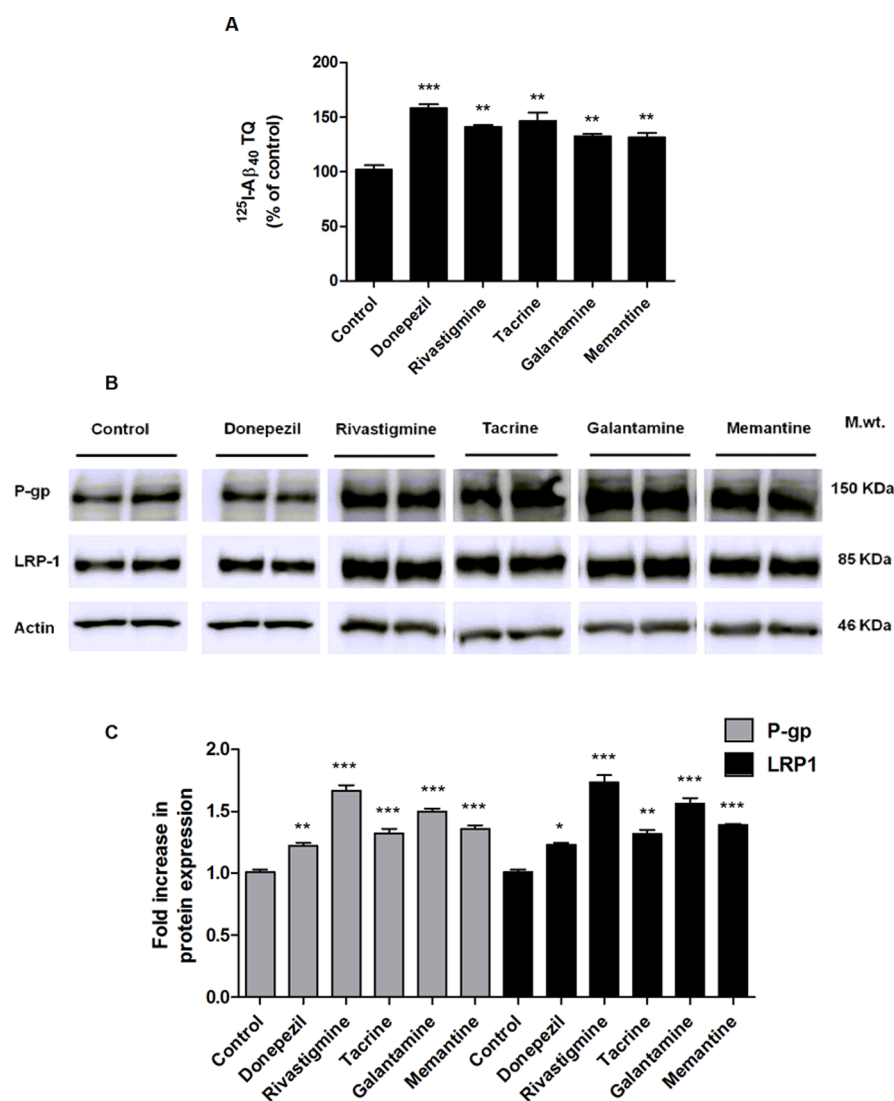 A
200
150
100
50
0
¹²⁵I-Aβ₄₀ TQ
(% of control)
***
**
**
**
**
Control
Donepezil
Rivastigmine
Tacrine
Galantamine
Memantine
B
Control Donepezil Rivastigmine Tacrine Galantamine Memantine M.wt.
P-gp 150 KDa
LRP-1 85 KDa
Actin 46 KDa
C
P-gp
LRP1
2.0
1.5
1.0
0.5
0.0
Fold increase in
protein expression
**
***
***
***
***
*
***
**
***
***
Control
Donepezil
Rivastigmine
Tacrine
Galantamine
Memantine
Control
Donepezil
Rivastigmine
Tacrine
Galantamine
Memantine